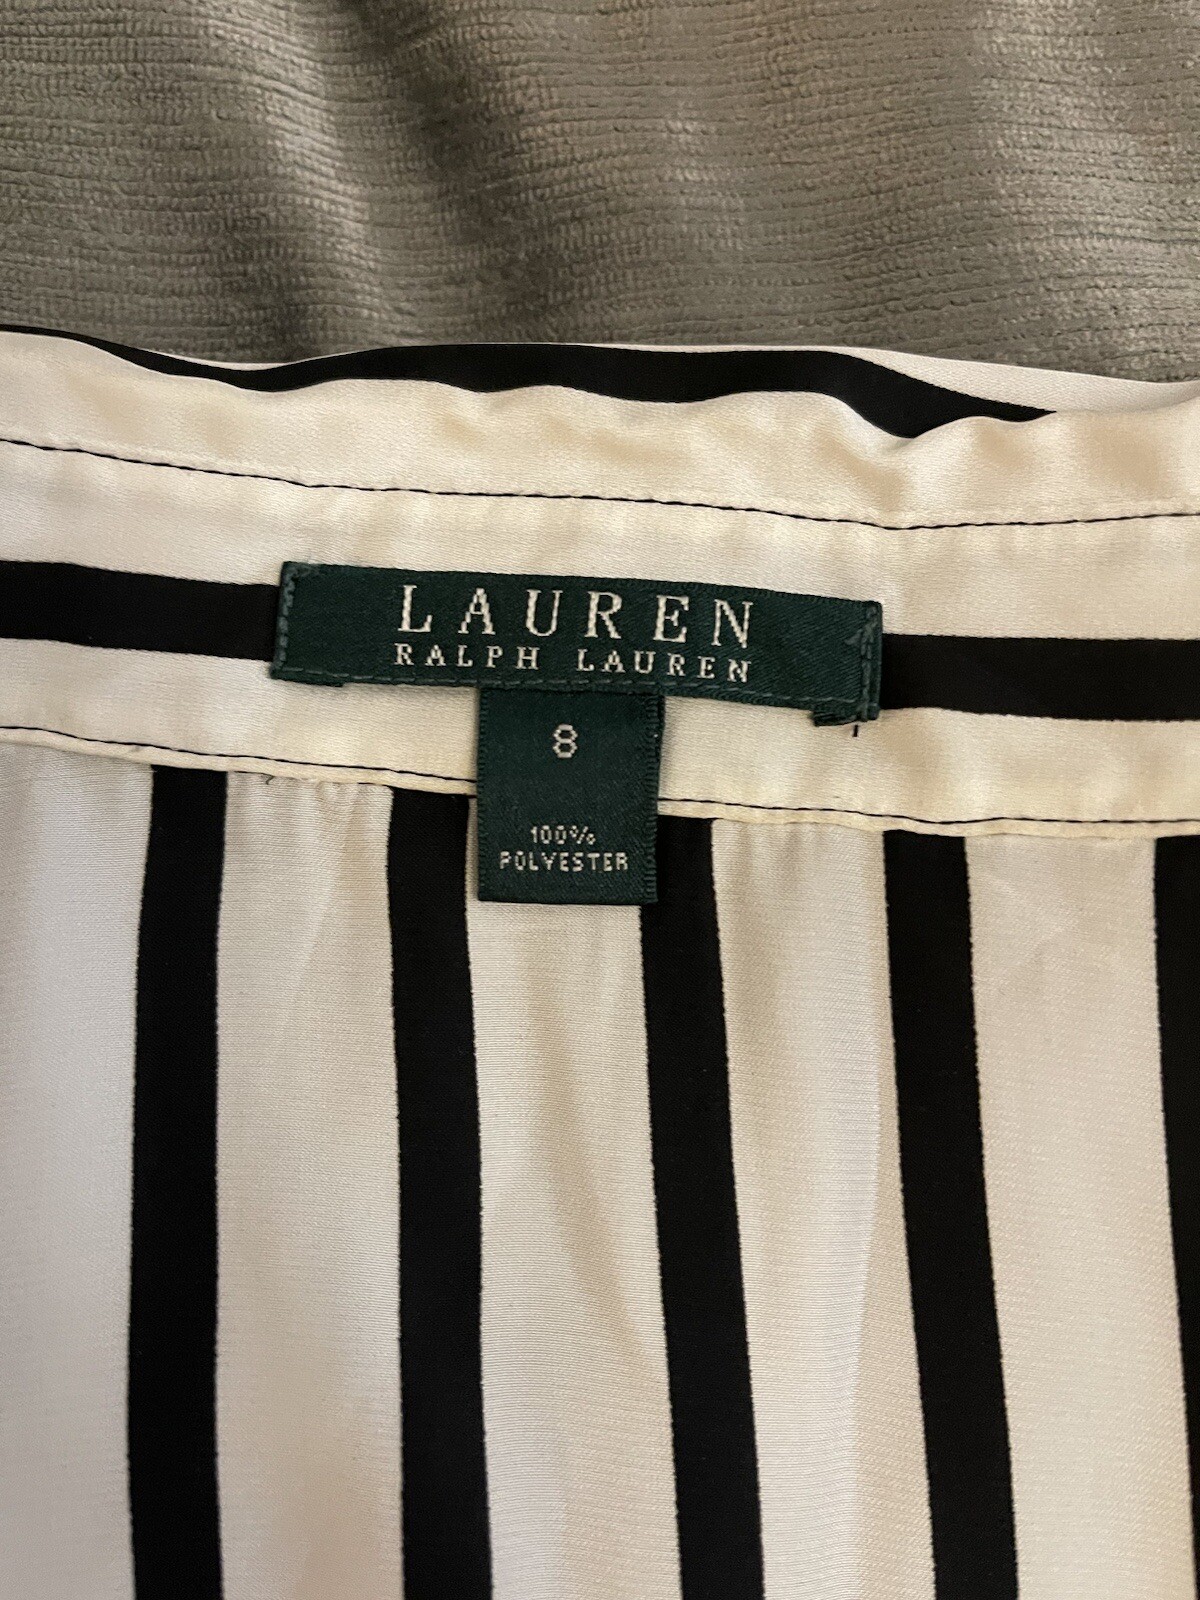 LAUREN
RALPH LAUREN
8
100%
POLYESTER